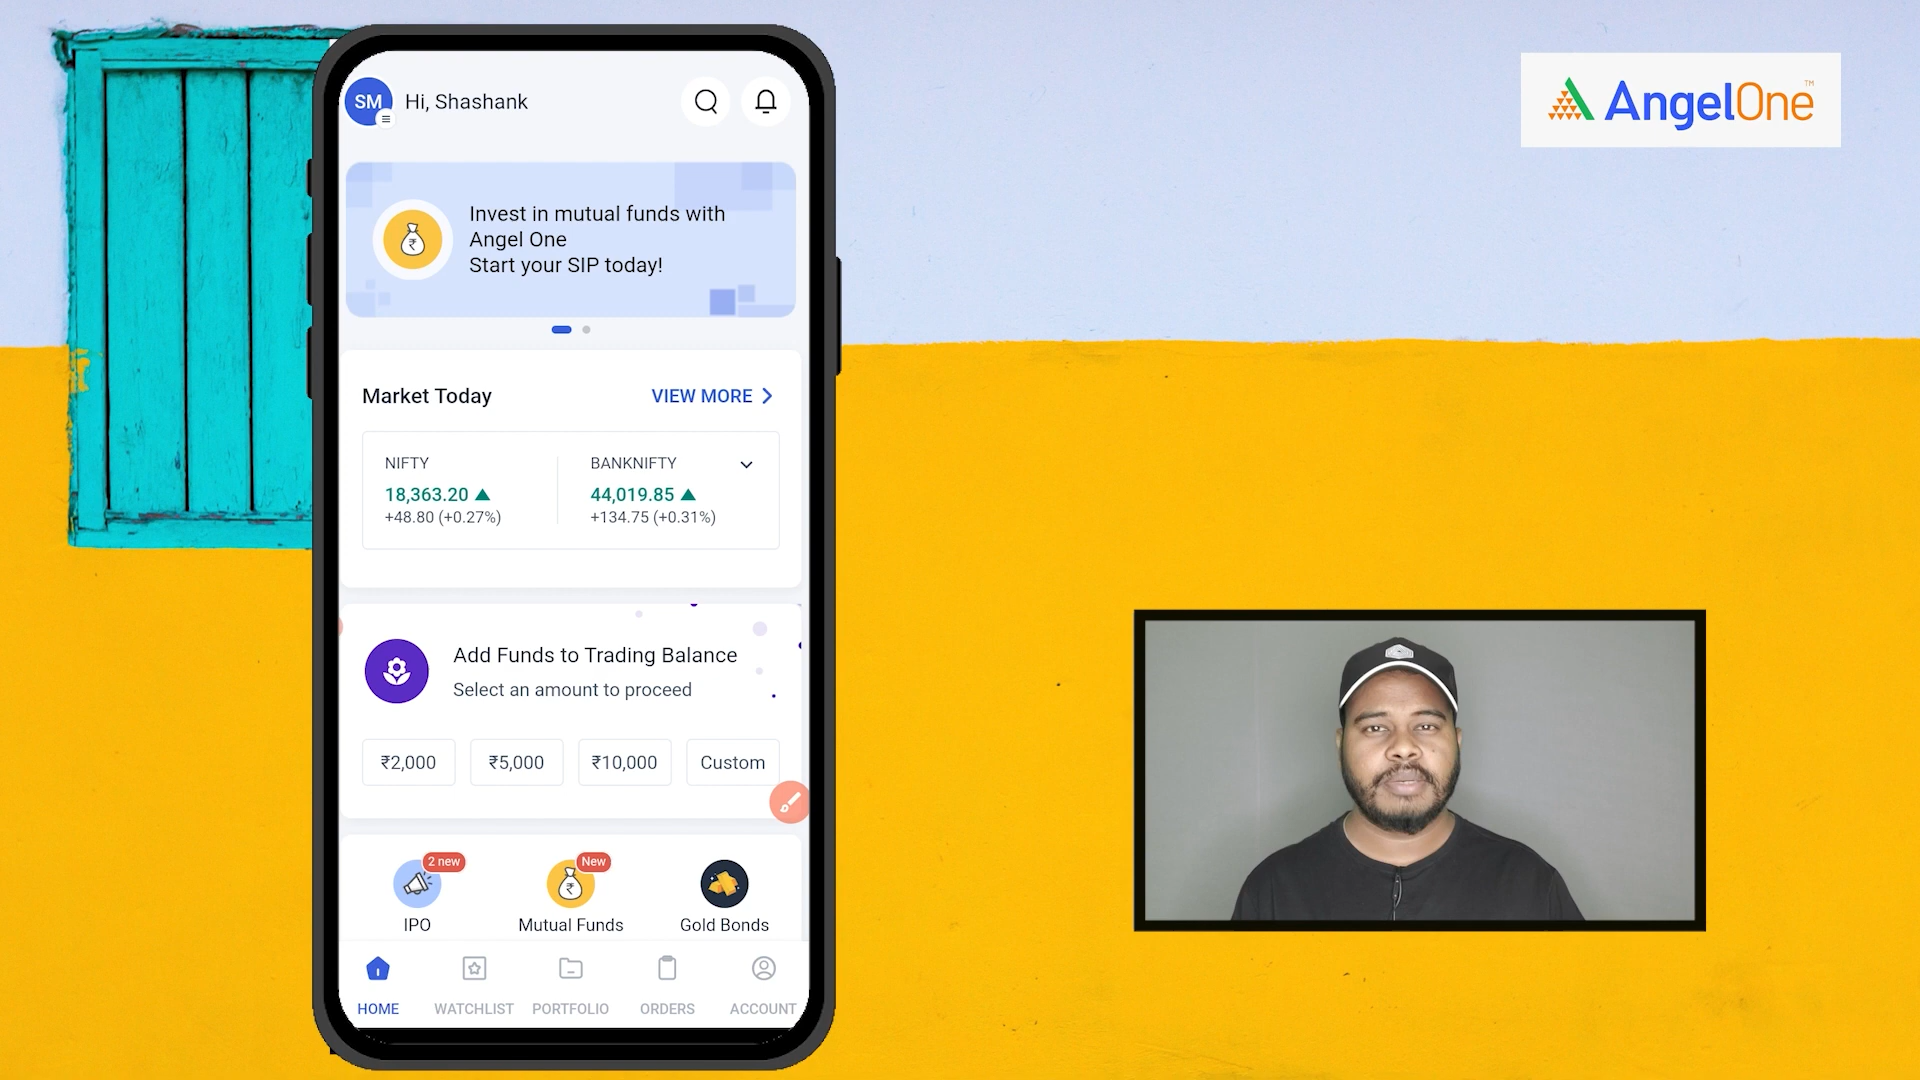 SM
Hi, Shashank
Invest in mutual funds with
Angel One
Start your SIP today!
Market Today
VIEW MORE
NIFTY
18,363.20
+48.80 (+0.27%)
BANKNIFTY
44,019.85
+134.75 (+0.31%)
Add Funds to Trading Balance
Select an amount to proceed
₹2,000
₹5,000
₹10,000
Custom
2 new
IPO
New
₹
Mutual Funds
Gold Bonds
HOME
WATCHLIST
PORTFOLIO
ORDERS
ACCOUNT
AngelOne™